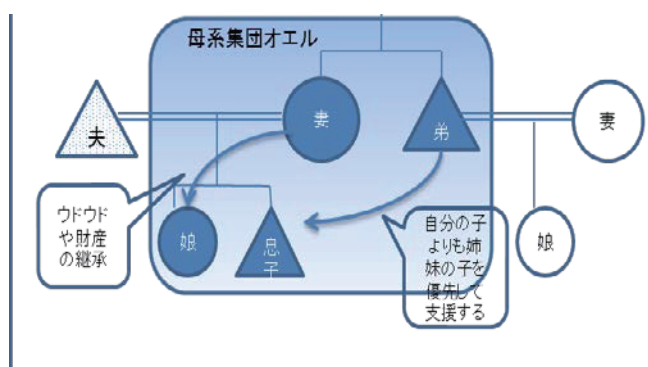 母系集団オエル
夫
妻
弟
妻
ウドウド
や財産
の継承
娘
息
子
自分の子
よりも姉
妹の子を
優先して
支援する
娘